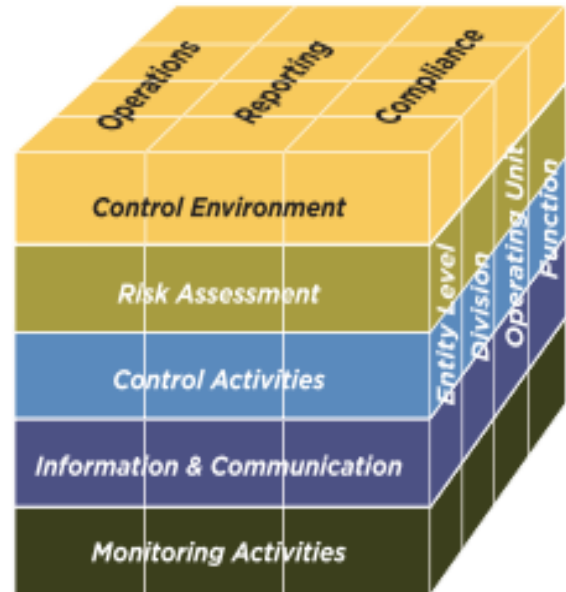 Operations
Reporting
Compliance
Control Environment
Risk Assessment
Control Activities
Information & Communication
Monitoring Activities
Entity Level
Division
Operating Unit
Function